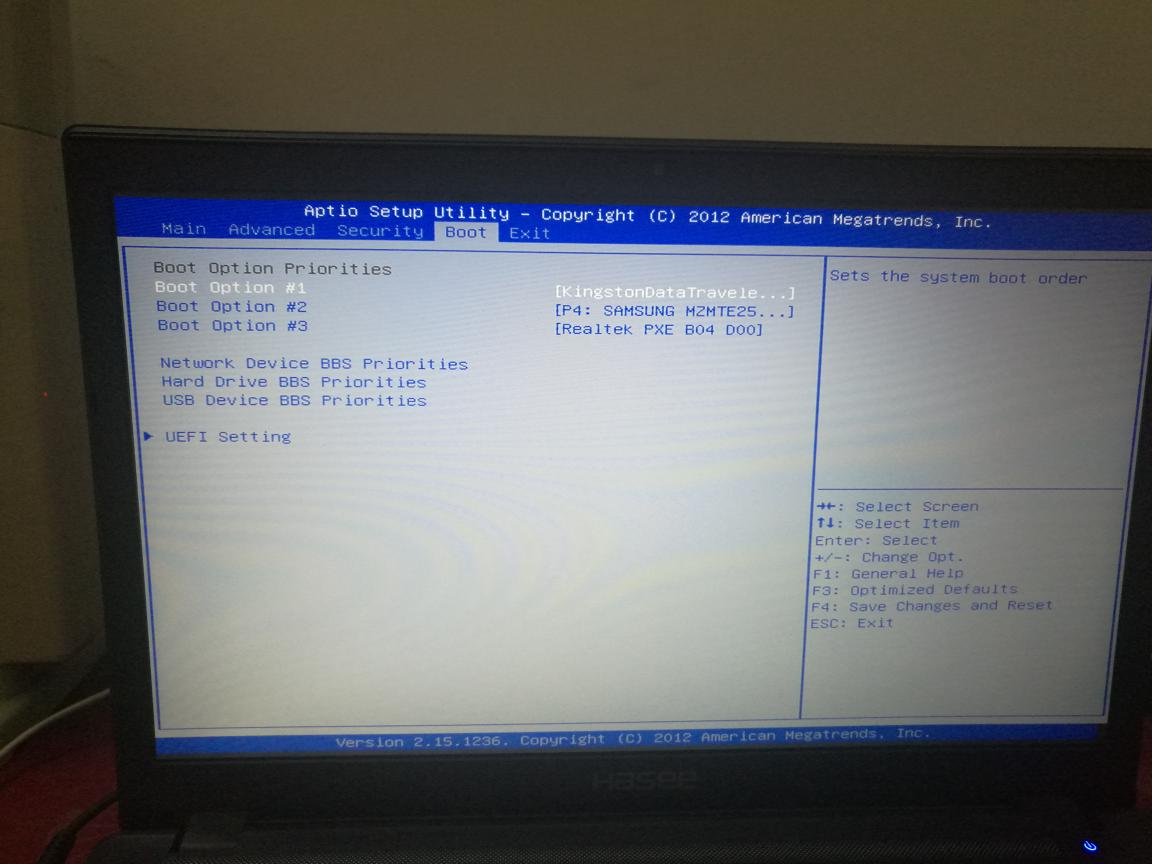 Aptio Setup Utility - Copyright (C) 2012 American Megatrends, Inc.
Main Advanced Security Boot Exit
Boot Option Priorities
Boot Option #1 [KingstonDataTravele...]
Boot Option #2 [P4: SAMSUNG MZMTE25...]
Boot Option #3 [Realtek PXE B04 D00]
Network Device BBS Priorities
Hard Drive BBS Priorities
USB Device BBS Priorities
► UEFI Setting
Sets the system boot order
→←: Select Screen
↑↓: Select Item
Enter: Select
+/-: Change Opt.
F1: General Help
F3: Optimized Defaults
F4: Save Changes and Reset
ESC: Exit
Version 2.15.1236. Copyright (C) 2012 American Megatrends, Inc.
Hasee